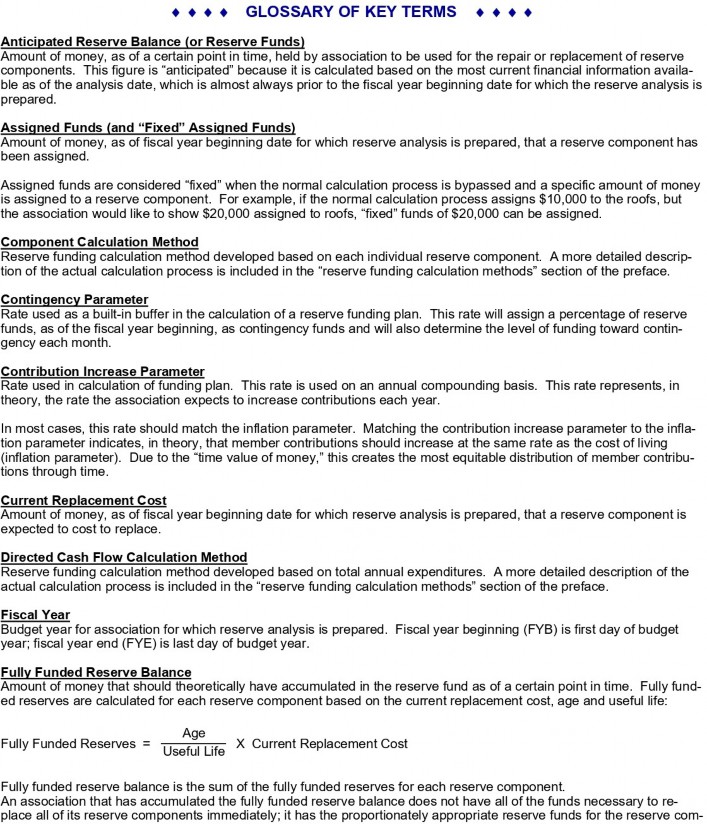 ♦ ♦ ♦ ♦ GLOSSARY OF KEY TERMS ♦ ♦ ♦ ♦
Anticipated Reserve Balance (or Reserve Funds)
Amount of money, as of a certain point in time, held by association to be used for the repair or replacement of reserve
components. This figure is “anticipated” because it is calculated based on the most current financial information availa-
ble as of the analysis date, which is almost always prior to the fiscal year beginning date for which the reserve analysis is
prepared.
Assigned Funds (and “Fixed” Assigned Funds)
Amount of money, as of fiscal year beginning date for which reserve analysis is prepared, that a reserve component has
been assigned.
Assigned funds are considered “fixed” when the normal calculation process is bypassed and a specific amount of money
is assigned to a reserve component. For example, if the normal calculation process assigns $10,000 to the roofs, but
the association would like to show $20,000 assigned to roofs, “fixed” funds of $20,000 can be assigned.
Component Calculation Method
Reserve funding calculation method developed based on each individual reserve component. A more detailed descrip-
tion of the actual calculation process is included in the “reserve funding calculation methods” section of the preface.
Contingency Parameter
Rate used as a built-in buffer in the calculation of a reserve funding plan. This rate will assign a percentage of reserve
funds, as of the fiscal year beginning, as contingency funds and will also determine the level of funding toward contin-
gency each month.
Contribution Increase Parameter
Rate used in calculation of funding plan. This rate is used on an annual compounding basis. This rate represents, in
theory, the rate the association expects to increase contributions each year.
In most cases, this rate should match the inflation parameter. Matching the contribution increase parameter to the infla-
tion parameter indicates, in theory, that member contributions should increase at the same rate as the cost of living
(inflation parameter). Due to the “time value of money,” this creates the most equitable distribution of member contribu-
tions through time.
Current Replacement Cost
Amount of money, as of fiscal year beginning date for which reserve analysis is prepared, that a reserve component is
expected to cost to replace.
Directed Cash Flow Calculation Method
Reserve funding calculation method developed based on total annual expenditures. A more detailed description of the
actual calculation process is included in the “reserve funding calculation methods” section of the preface.
Fiscal Year
Budget year for association for which reserve analysis is prepared. Fiscal year beginning (FYB) is first day of budget
year; fiscal year end (FYE) is last day of budget year.
Fully Funded Reserve Balance
Amount of money that should theoretically have accumulated in the reserve fund as of a certain point in time. Fully fund-
ed reserves are calculated for each reserve component based on the current replacement cost, age and useful life:
Age
Fully Funded Reserves = X Current Replacement Cost
Useful Life
Fully funded reserve balance is the sum of the fully funded reserves for each reserve component.
An association that has accumulated the fully funded reserve balance does not have all of the funds necessary to re-
place all of its reserve components immediately; it has the proportionately appropriate reserve funds for the reserve com-